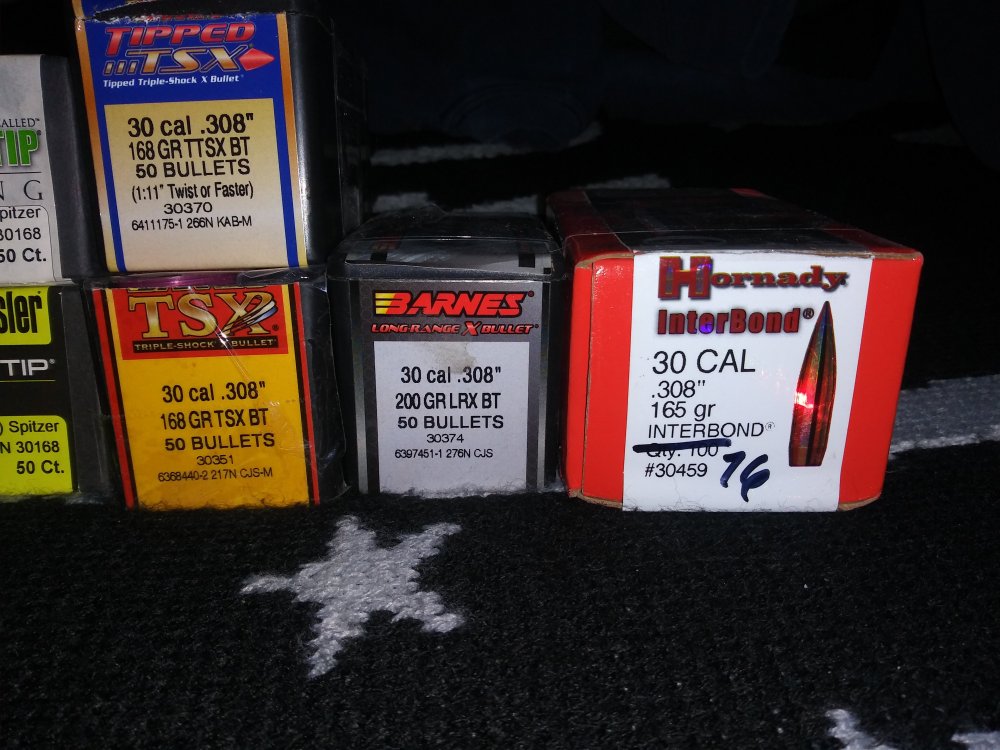 TIPPED
TSX
Tipped Triple-Shock X Bullet
30 cal .308"
168 GR TTSX BT
50 BULLETS
(1:11" Twist or Faster)
30370
6411175-1 266N KAB-M
TIP
N G
pitzer
30168
50 Ct.
sler
TIP®
) Spitzer
N 30168
50 Ct.
TSX®
TRIPLE-SHOCK X BULLET
30 cal .308"
168 GR TSX BT
50 BULLETS
30351
6368440-2 217N CJS-M
BARNES
LONG-RANGE X BULLET®
30 cal .308"
200 GR LRX BT
50 BULLETS
30374
6397451-1 276N CJS
Hornady
InterBond®
30 CAL
.308"
165 gr
INTERBOND®
Qty. 100
#30459
76